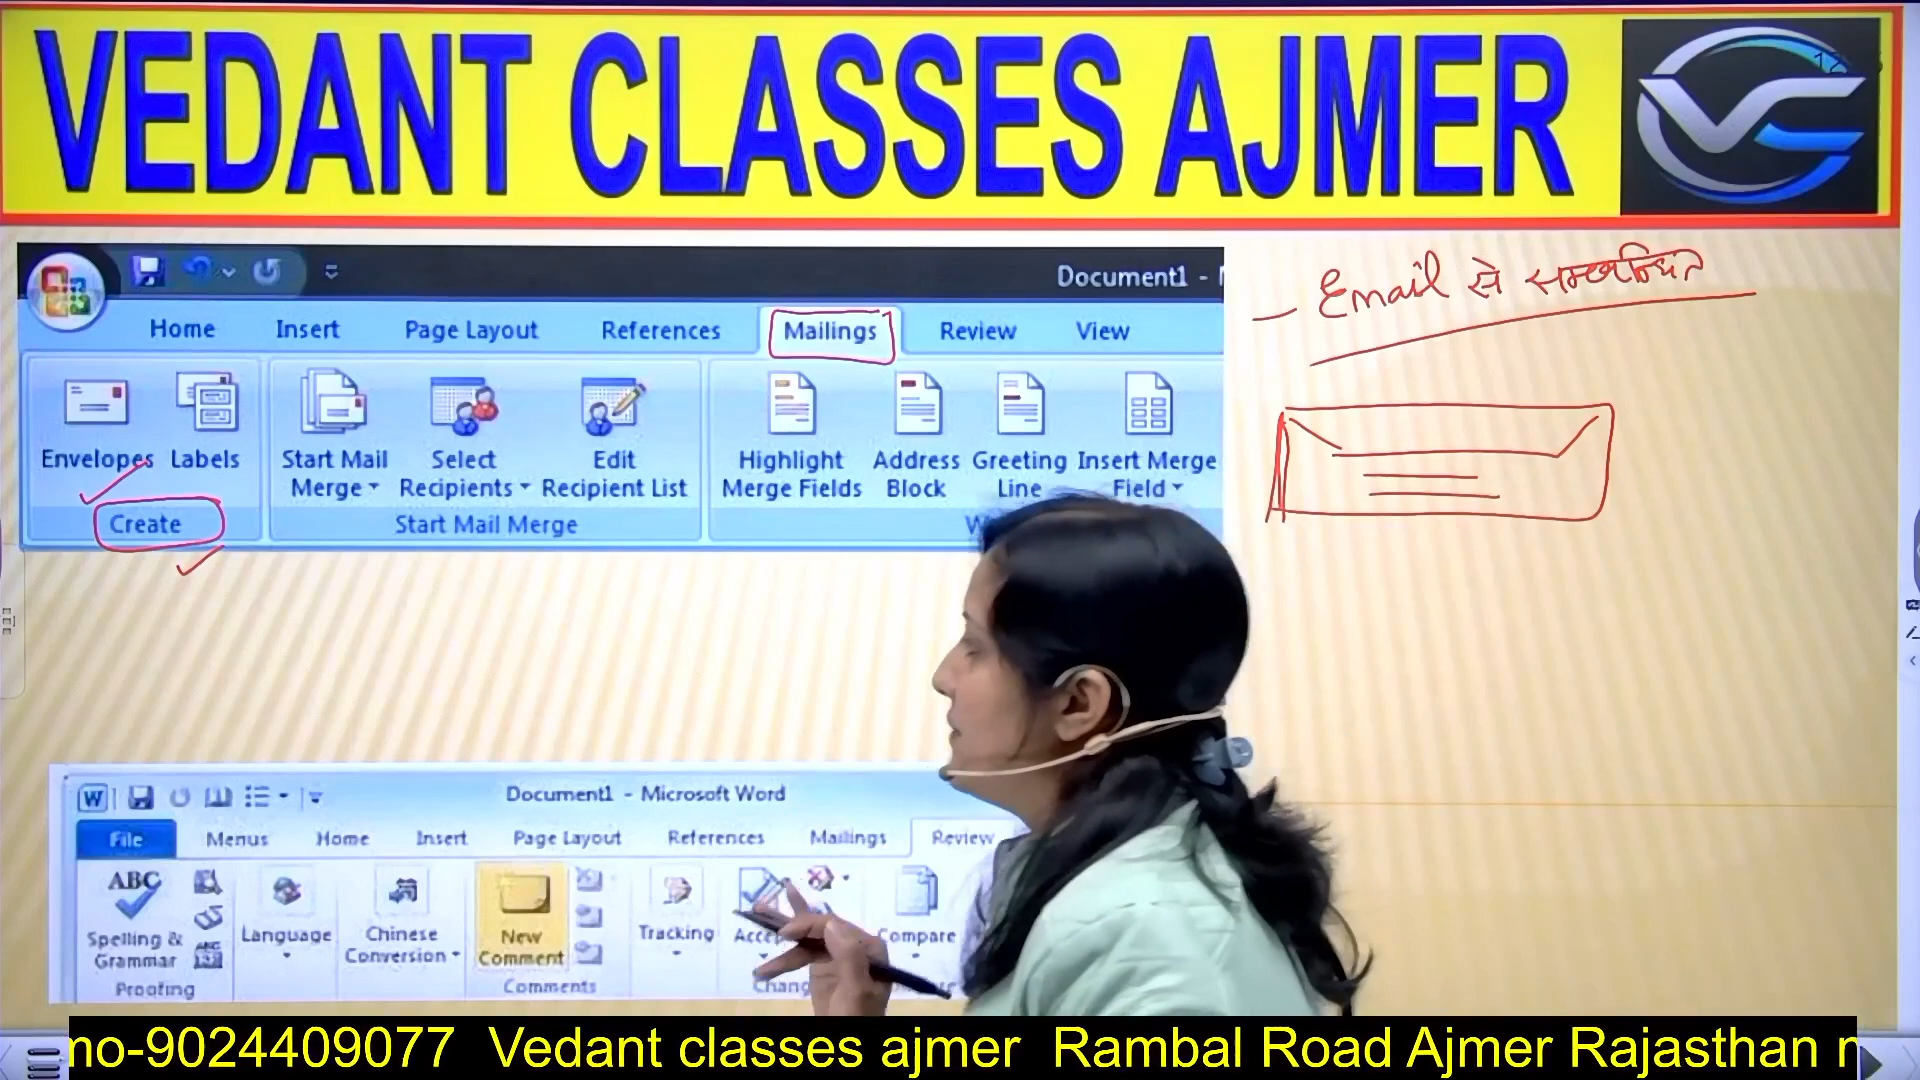 VEDANT CLASSES AJMER
Document1 -
- Email से सम्बन्धित
Home Insert Page Layout References Mailings Review View
Envelopes Labels Start Mail Merge Select Recipients Edit Recipient List Highlight Merge Fields Address Block Greeting Line Insert Merge Field
Create Start Mail Merge
Document1 - Microsoft Word
File Menus Home Insert Page Layout References Mailings Review
ABC
Spelling & Grammar Language Chinese Conversion New Comment Tracking Compare
Proofing Comments
mo-9024409077 Vedant classes ajmer Rambal Road Ajmer Rajasthan